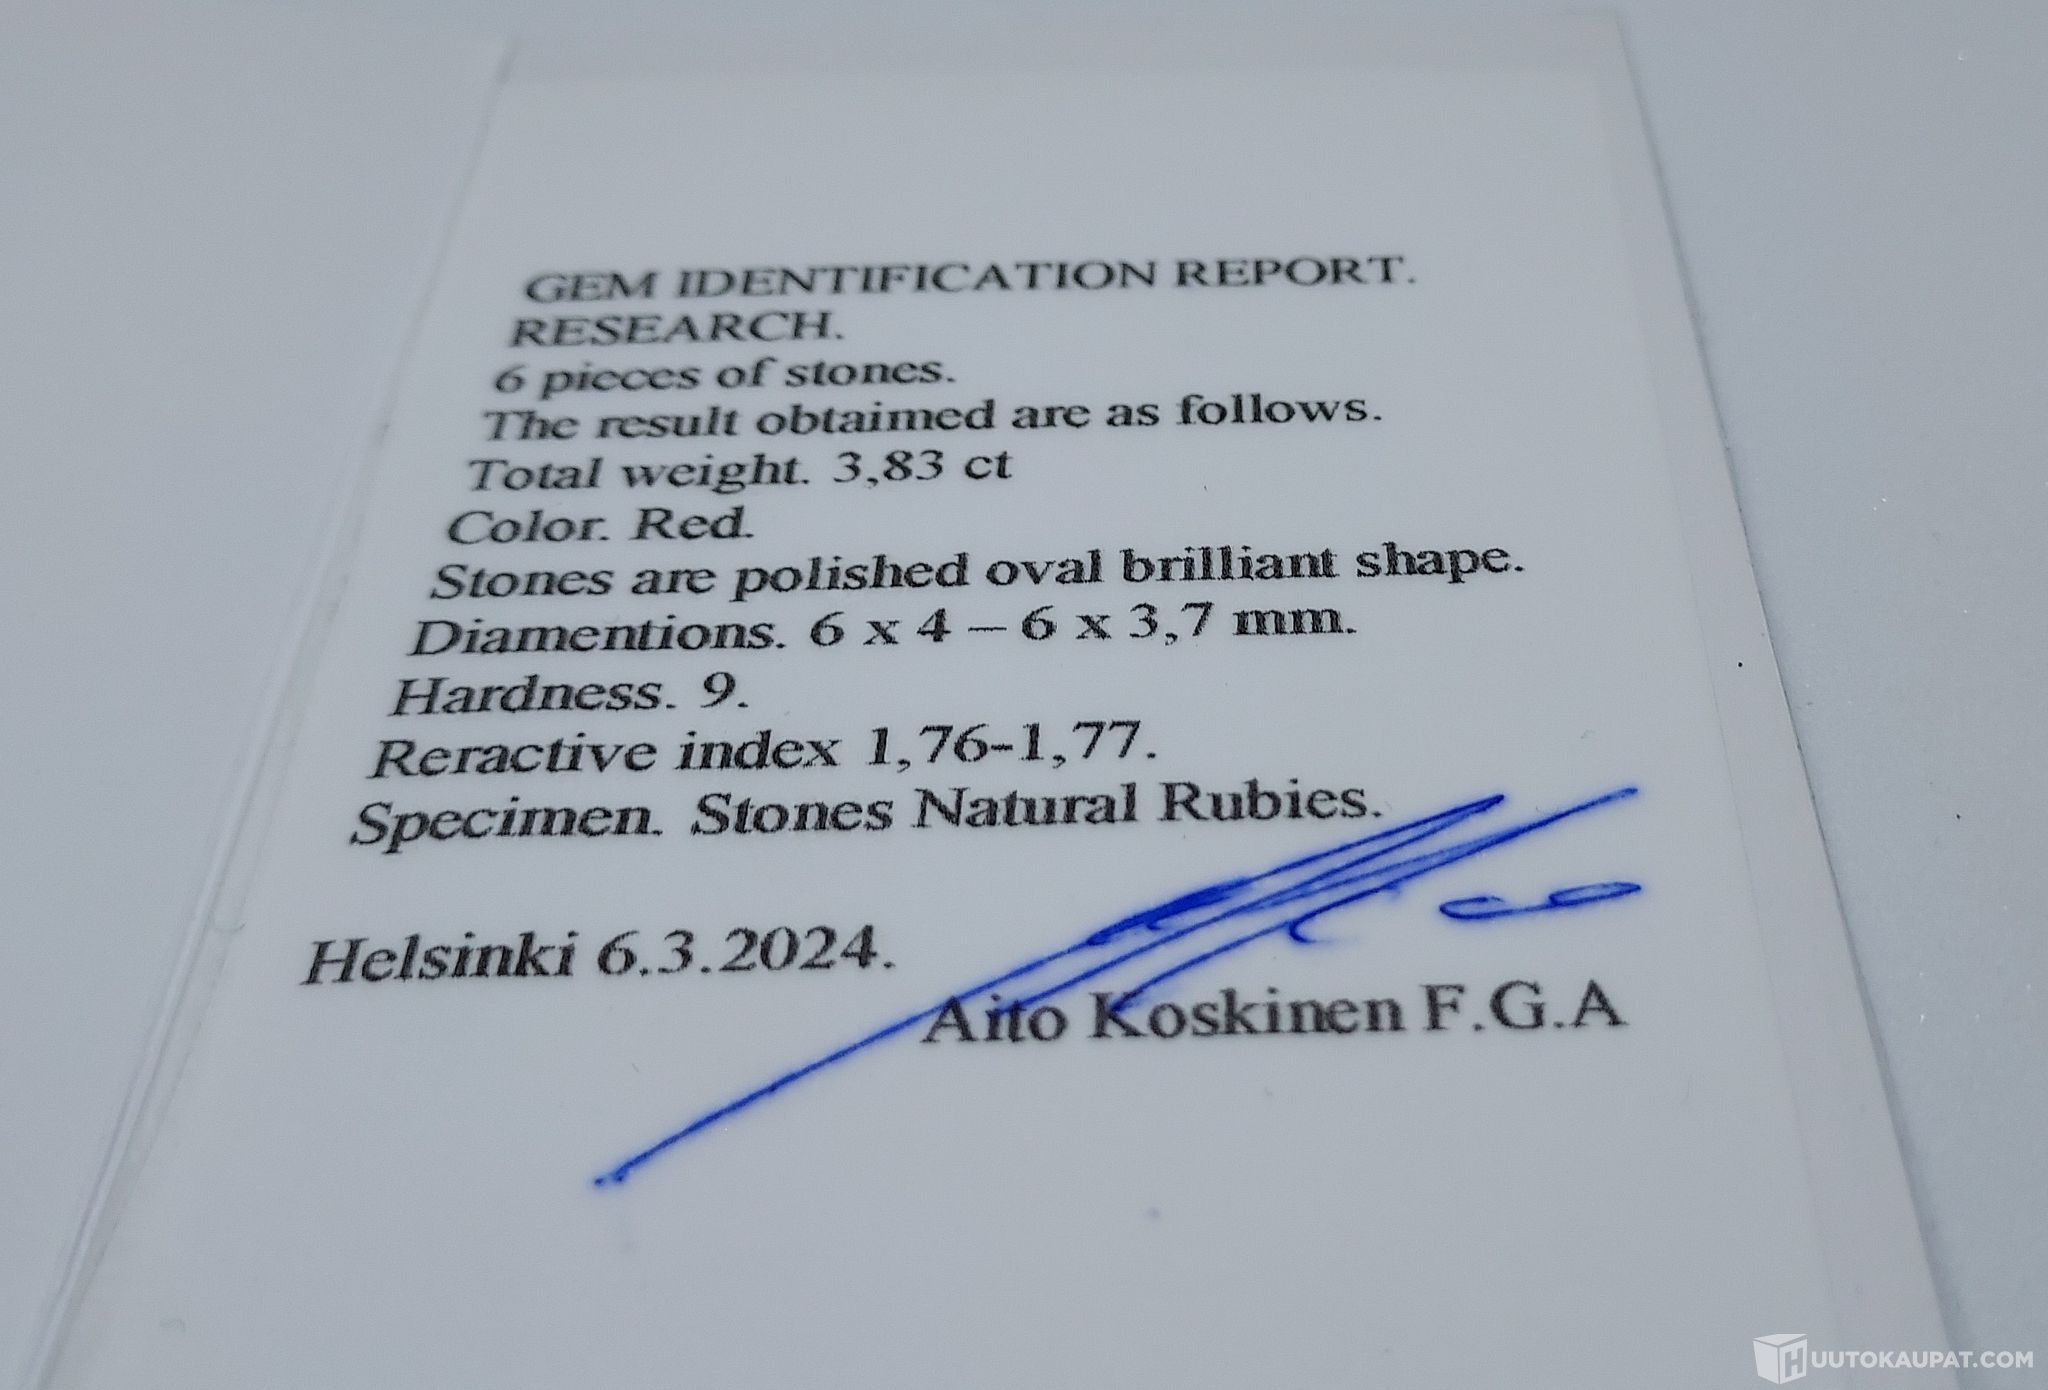 GEM IDENTIFICATION REPORT.
RESEARCH.
6 pieces of stones.
The result obtaimed are as follows.
Total weight. 3,83 ct
Color. Red.
Stones are polished oval brilliant shape.
Diamentions. 6 x 4 – 6 x 3,7 mm.
Hardness. 9.
Reractive index 1,76-1,77.
Specimen. Stones Natural Rubies.
Helsinki 6.3.2024.
Aito Koskinen F.G.A
HUUTOKAUPAT.COM